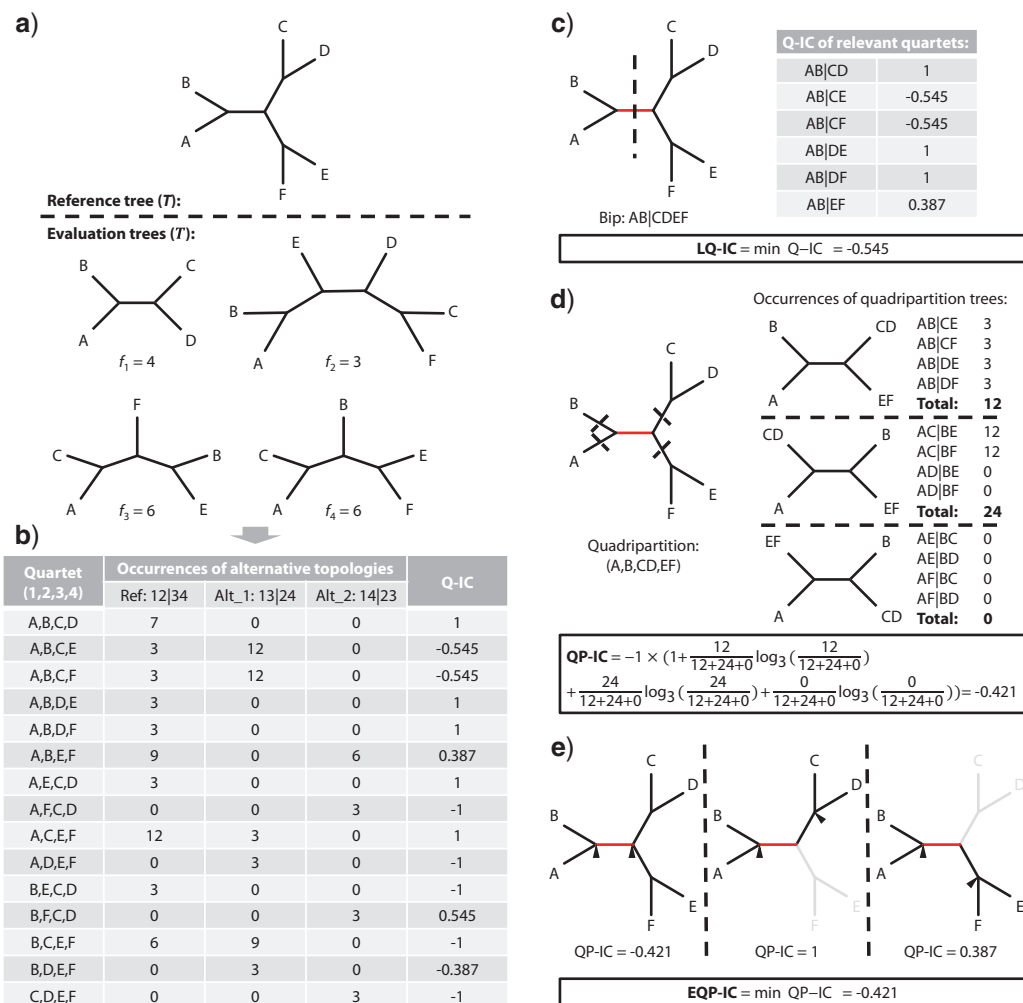 a)
C
D
B
A
E
F
Reference tree (T):
Evaluation trees (T):
B
C
A
D
f1 = 4
E
D
B
C
A
F
f2 = 3
F
C
B
A
E
f3 = 6
B
C
E
A
F
f4 = 6
b)
Quartet (1,2,3,4) Occurrences of alternative topologies Q-IC
Ref: 12|34 Alt_1: 13|24 Alt_2: 14|23
A,B,C,D 7 0 0 1
A,B,C,E 3 12 0 -0.545
A,B,C,F 3 12 0 -0.545
A,B,D,E 3 0 0 1
A,B,D,F 3 0 0 1
A,B,E,F 9 0 6 0.387
A,E,C,D 3 0 0 1
A,F,C,D 0 0 3 -1
A,C,E,F 12 3 0 1
A,D,E,F 0 3 0 -1
B,E,C,D 3 0 0 -1
B,F,C,D 0 0 3 0.545
B,C,E,F 6 9 0 -1
B,D,E,F 0 3 0 -0.387
C,D,E,F 0 0 3 -1
c)
C
D
B
A
E
F
Bip: AB|CDEF
Q-IC of relevant quartets:
AB|CD 1
AB|CE -0.545
AB|CF -0.545
AB|DE 1
AB|DF 1
AB|EF 0.387
LQ-IC = min Q−IC = -0.545
d)
C
D
B
A
E
F
Quadripartition:
(A,B,CD,EF)
Occurrences of quadripartition trees:
B
CD
A
EF
AB|CE 3
AB|CF 3
AB|DE 3
AB|DF 3
Total: 12
CD
B
A
EF
AC|BE 12
AC|BF 12
AD|BE 0
AD|BF 0
Total: 24
EF
B
A
CD
AE|BC 0
AE|BD 0
AF|BC 0
AF|BD 0
Total: 0
QP-IC = −1 × (1+ 12/12+24+0 log3 ( 12/12+24+0 )
+ 24/12+24+0 log3 ( 24/12+24+0 ) + 0/12+24+0 log3 ( 0/12+24+0 )) = -0.421
e)
C
D
B
A
E
F
QP-IC = -0.421
C
D
B
A
E
F
QP-IC = 1
C
D
B
A
E
F
QP-IC = 0.387
EQP-IC = min QP−IC = -0.421